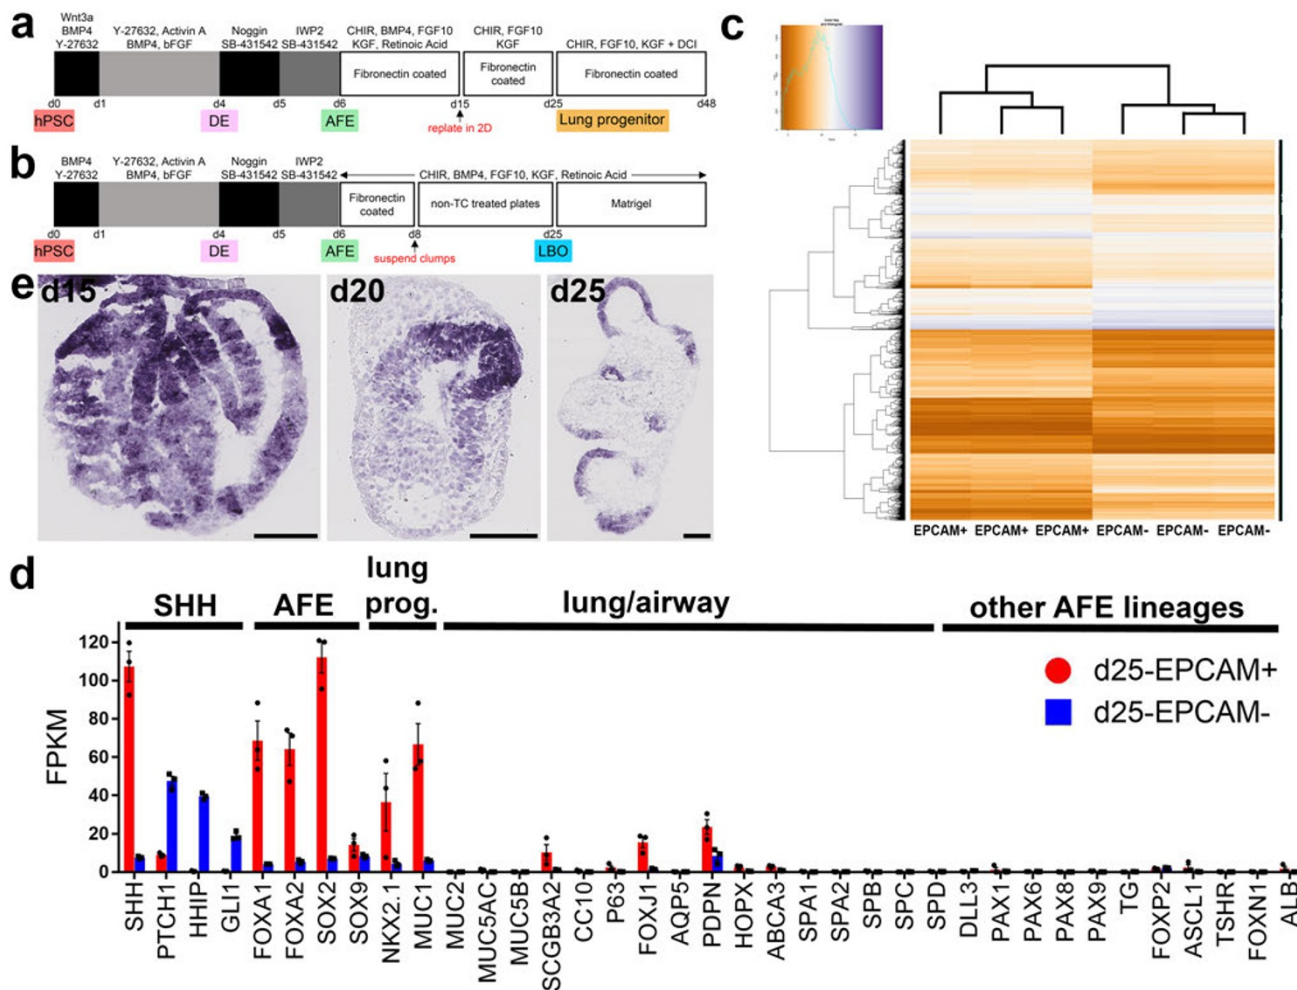 a
Wnt3a
BMP4
Y-27632
Y-27632, Activin A
BMP4, bFGF
Noggin
SB-431542
IWP2
SB-431542
CHIR, BMP4, FGF10
KGF, Retinoic Acid
CHIR, FGF10
KGF
CHIR, FGF10, KGF + DCI
Fibronectin coated
Fibronectin
coated
Fibronectin coated
d0 d1 d4 d5 d6 d15 d25 d48
hPSC DE AFE replate in 2D Lung progenitor
b
BMP4
Y-27632
Y-27632, Activin A
BMP4, bFGF
Noggin
SB-431542
IWP2
SB-431542
CHIR, BMP4, FGF10, KGF, Retinoic Acid
Fibronectin
coated
non-TC treated plates
Matrigel
d0 d1 d4 d5 d6 d8 d25
hPSC DE AFE suspend clumps LBO
c
EPCAM+ EPCAM+ EPCAM+ EPCAM- EPCAM- EPCAM-
e
d15 d20 d25
d
SHH AFE lung
prog. lung/airway other AFE lineages
d25-EPCAM+
d25-EPCAM-
FPKM
120
100
80
60
40
20
0
SHH
PTCH1
HHIP
GLI1
FOXA1
FOXA2
SOX2
SOX9
NKX2.1
MUC1
MUC2
MUC5AC
MUC5B
SCGB3A2
CC10
P63
FOXJ1
AQP5
PDPN
HOPX
ABCA3
SPA1
SPA2
SPB
SPC
SPD
DLL3
PAX1
PAX6
PAX8
PAX9
TG
FOXP2
ASCL1
TSHR
FOXN1
ALB